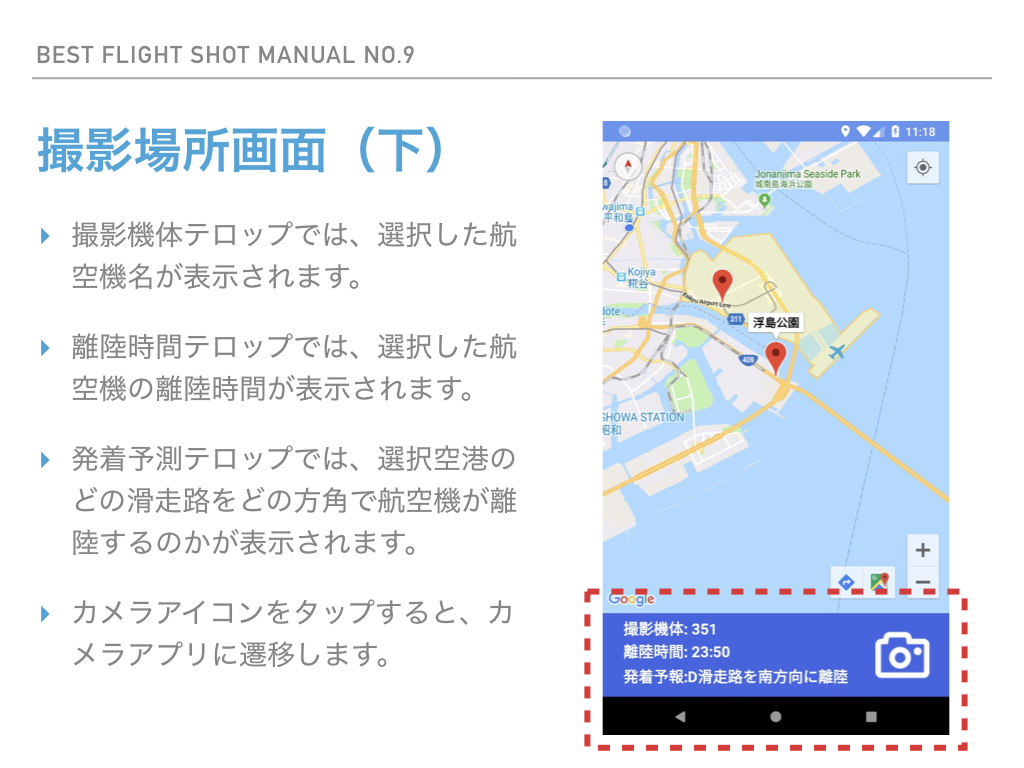 BEST FLIGHT SHOT MANUAL NO.9
撮影場所画面（下）
撮影機体テロップでは、選択した航
空機名が表示されます。
離陸時間テロップでは、選択した航
空機の離陸時間が表示されます。
発着予測テロップでは、選択空港の
どの滑走路をどの方角で航空機が離
陸するのかが表示されます。
カメラアイコンをタップすると、カ
メラアプリに遷移します。
11:18
Jonanjima Seaside Park
城南島海浜公園
wajima
平和島
Kojiya
糀谷
Keikyu Airport Line
311
浮島公園
409
SHOWA STATION
昭和
Google
撮影機体: 351
離陸時間: 23:50
発着予報:D滑走路を南方向に離陸